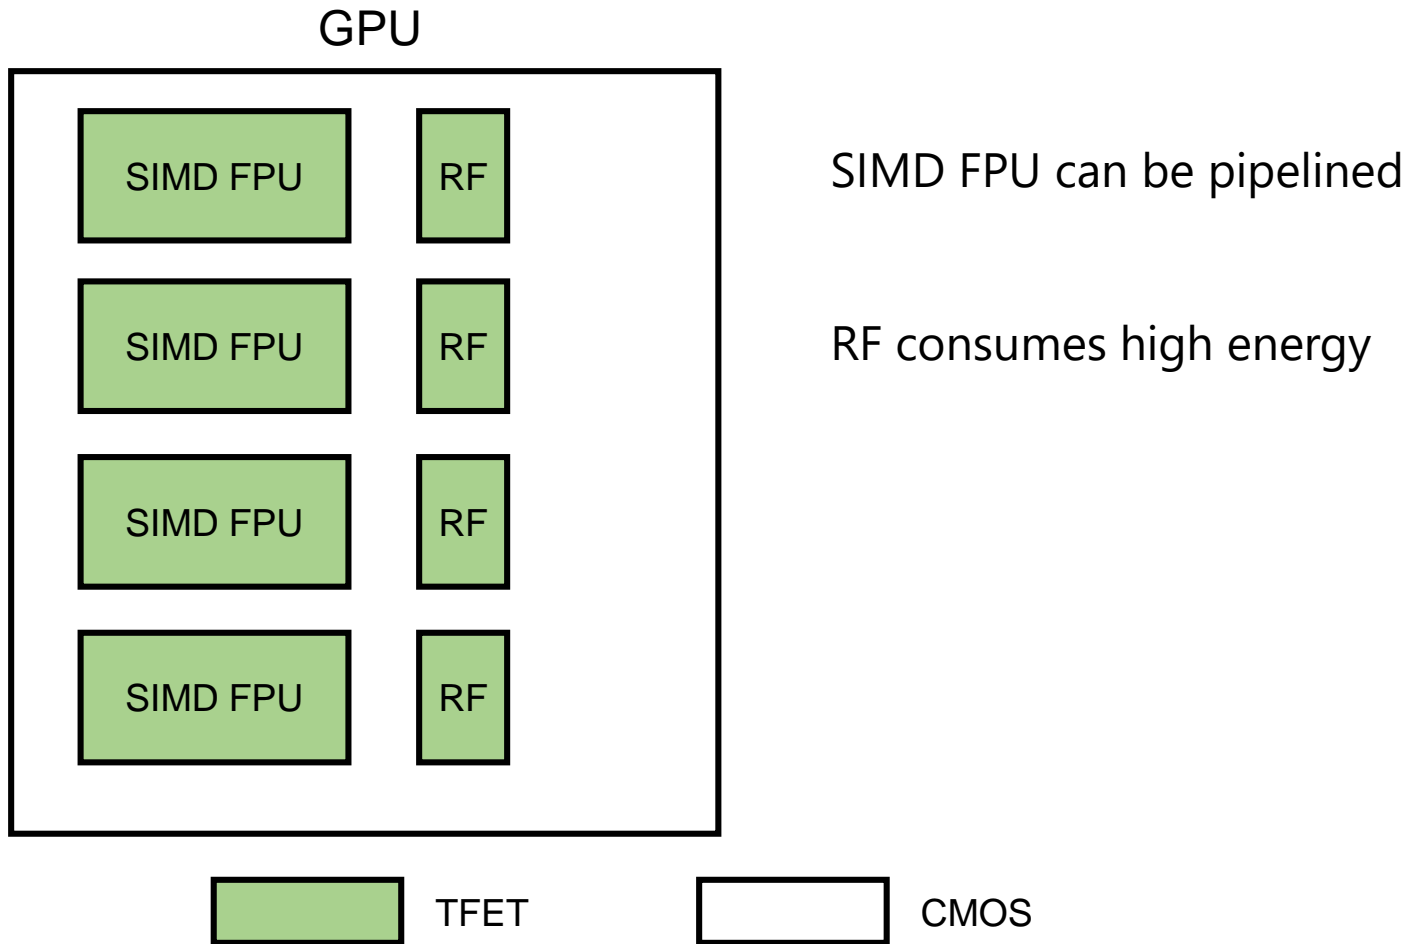 GPU
SIMD FPU
RF
SIMD FPU can be pipelined
SIMD FPU
RF
RF consumes high energy
SIMD FPU
RF
SIMD FPU
RF
TFET
CMOS